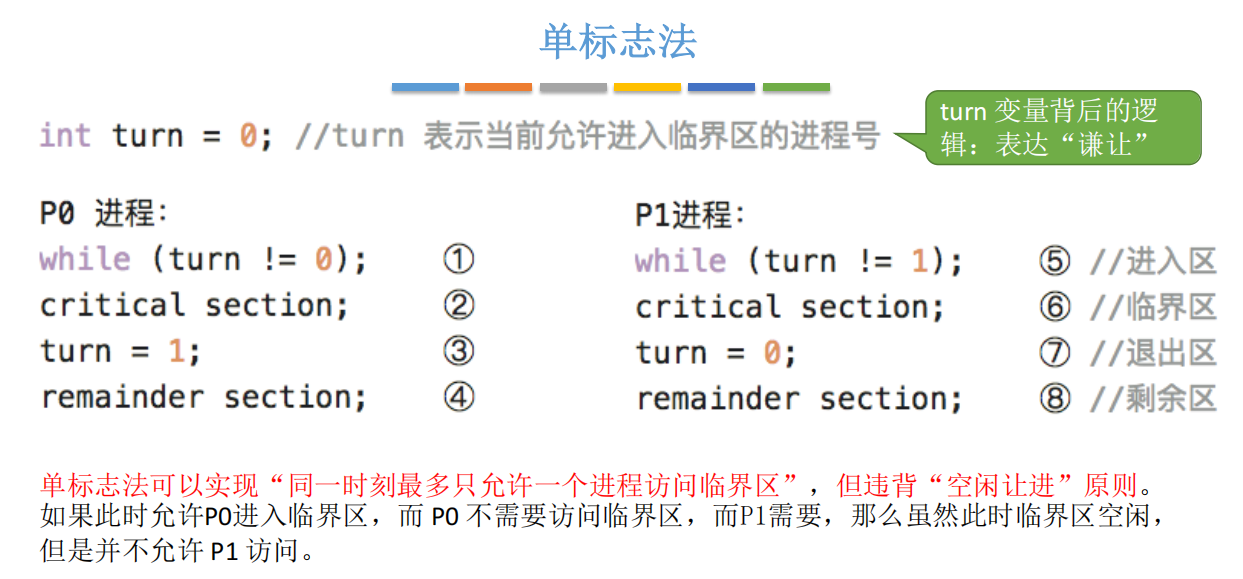 单标志法
int turn = 0; //turn 表示当前允许进入临界区的进程号
turn 变量背后的逻
辑：表达“谦让”
P0 进程:
while (turn != 0); ①
critical section; ②
turn = 1; ③
remainder section; ④
P1进程:
while (turn != 1); ⑤ //进入区
critical section; ⑥ //临界区
turn = 0; ⑦ //退出区
remainder section; ⑧ //剩余区
单标志法可以实现“同一时刻最多只允许一个进程访问临界区”，但违背“空闲让进”原则。
如果此时允许P0进入临界区，而 P0 不需要访问临界区，而P1需要，那么虽然此时临界区空闲，
但是并不允许 P1 访问。